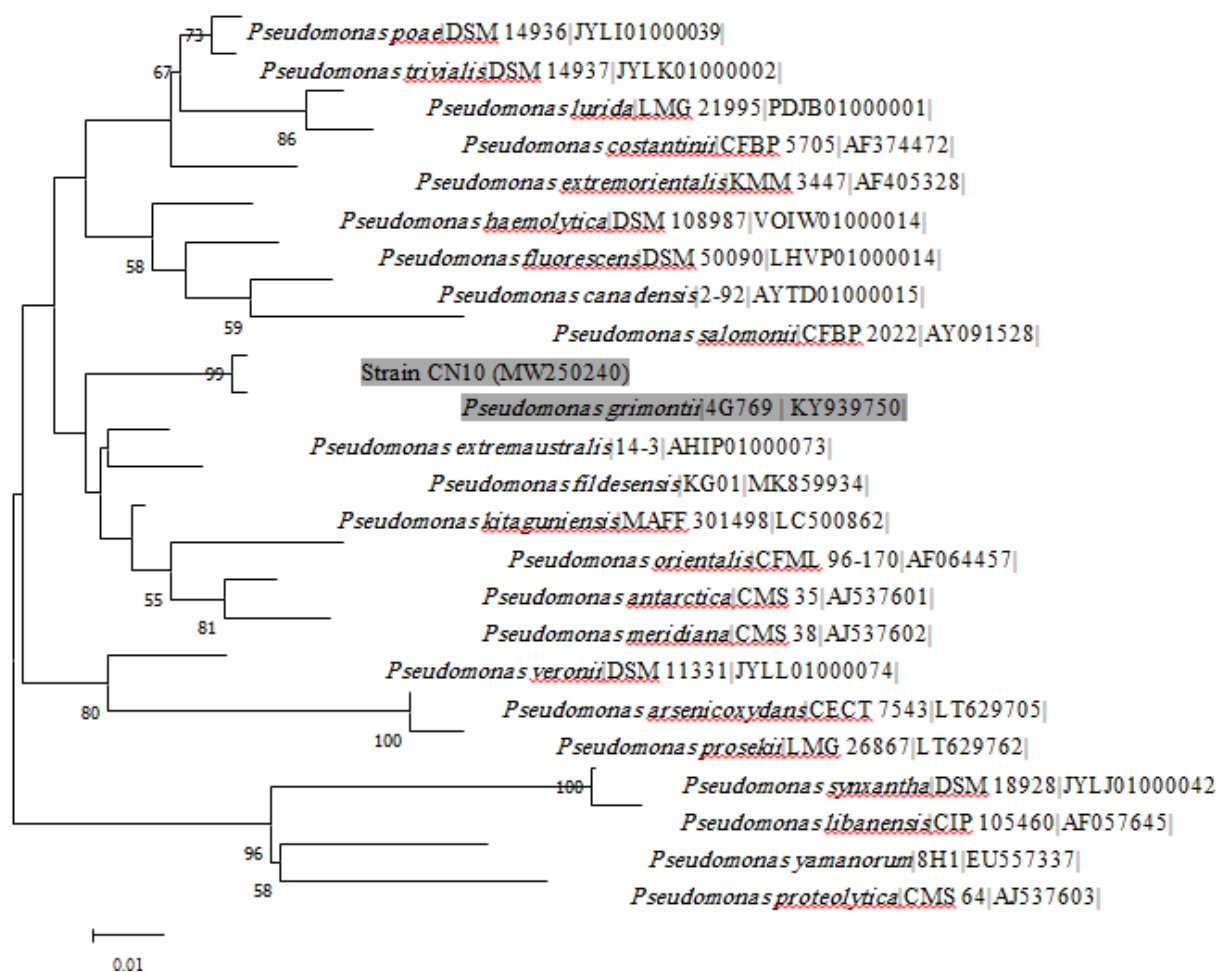 73
Pseudomonas poae|DSM 14936|JYLI01000039|
67
Pseudomonas trivialis|DSM 14937|JYLK01000002|
Pseudomonas lurida|LMG 21995|PDJB01000001|
86
Pseudomonas costantinii|CFBP 5705|AF374472|
Pseudomonas extremorientalis|KMM 3447|AF405328|
Pseudomonas haemolytica|DSM 108987|VOIW01000014|
58
Pseudomonas fluorescens|DSM 50090|LHVP01000014|
Pseudomonas canadensis|2-92|AYTD01000015|
59
Pseudomonas salomonii|CFBP 2022|AY091528|
99
Strain CN10 (MW250240)
Pseudomonas grimontii|4G769 | KY939750|
Pseudomonas extremaustralis|14-3|AHIP01000073|
Pseudomonas fildesensis|KG01|MK859934|
Pseudomonas kitaguniensis|MAFF 301498|LC500862|
Pseudomonas orientalis|CFML 96-170|AF064457|
55
Pseudomonas antarctica|CMS 35|AJ537601|
81
Pseudomonas meridiana|CMS 38|AJ537602|
Pseudomonas veronii|DSM 11331|JYLL01000074|
80
Pseudomonas arsenicoxydans|CECT 7543|LT629705|
100
Pseudomonas prosekii|LMG 26867|LT629762|
100
Pseudomonas synxantha|DSM 18928|JYLJ01000042
Pseudomonas libanensis|CIP 105460|AF057645|
96
Pseudomonas yamanorum|8H1|EU557337|
58
Pseudomonas proteolytica|CMS 64|AJ537603|
0.01